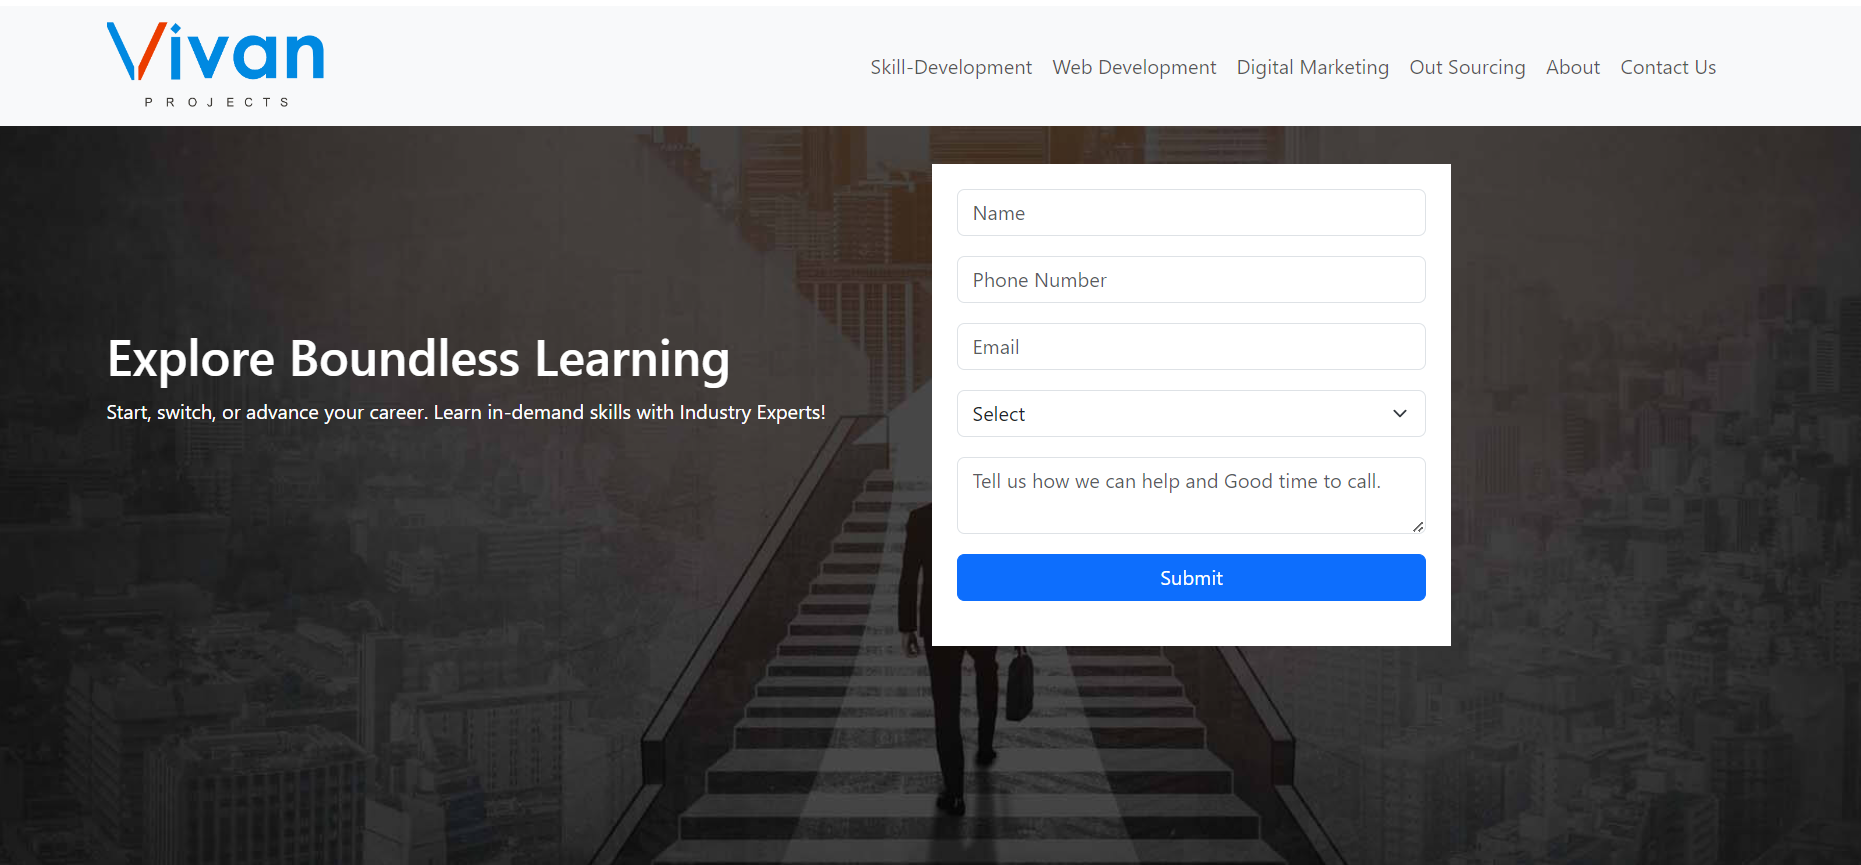 Vivan
PROJECTS
Skill-Development Web Development Digital Marketing Out Sourcing About Contact Us
Explore Boundless Learning
Start, switch, or advance your career. Learn in-demand skills with Industry Experts!
Name
Phone Number
Email
Select
Tell us how we can help and Good time to call.
Submit